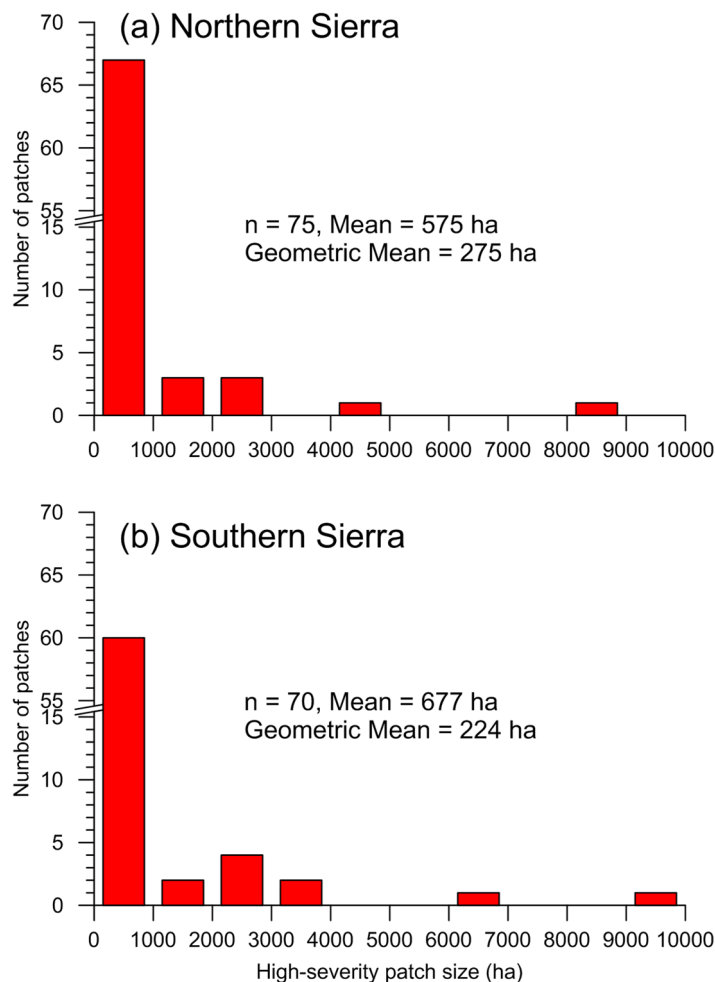 (a) Northern Sierra
70
65
60
55
15
10
5
0
Number of patches
n = 75, Mean = 575 ha
Geometric Mean = 275 ha
0 1000 2000 3000 4000 5000 6000 7000 8000 9000 10000
(b) Southern Sierra
70
65
60
55
15
10
5
0
Number of patches
n = 70, Mean = 677 ha
Geometric Mean = 224 ha
0 1000 2000 3000 4000 5000 6000 7000 8000 9000 10000
High-severity patch size (ha)